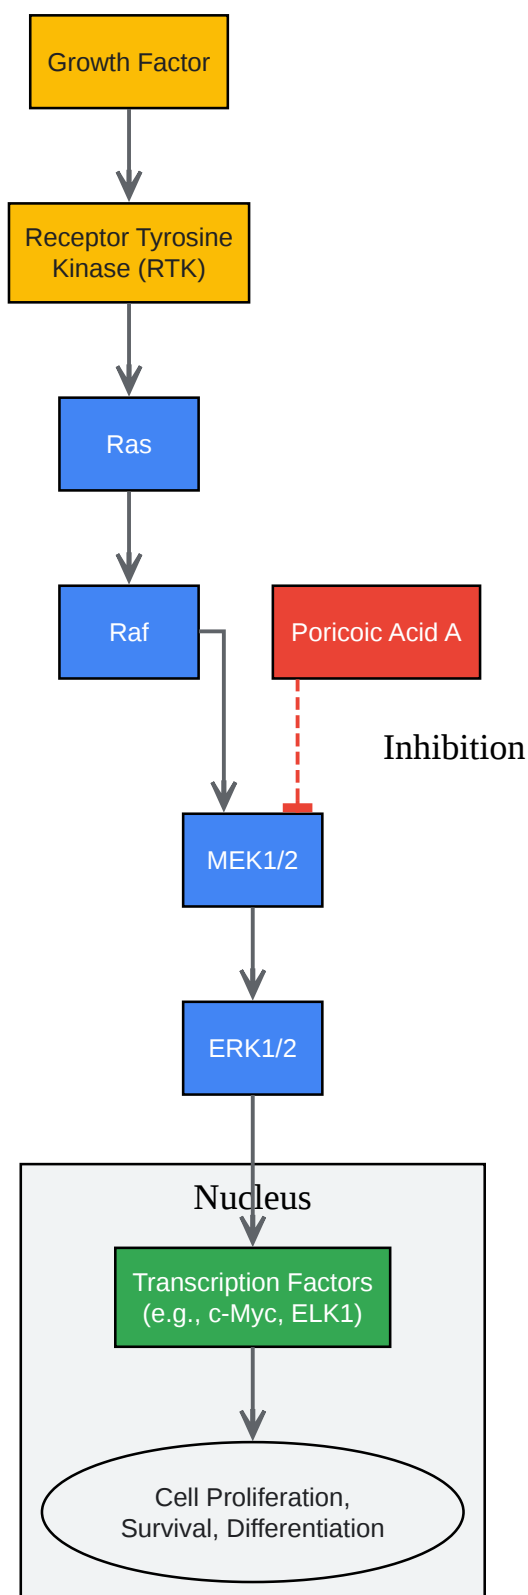 Growth Factor
Receptor Tyrosine
Kinase (RTK)
Ras
Raf
Poricoic Acid A
Inhibition
MEK1/2
ERK1/2
Nucleus
Transcription Factors
(e.g., c-Myc, ELK1)
Cell Proliferation,
Survival, Differentiation